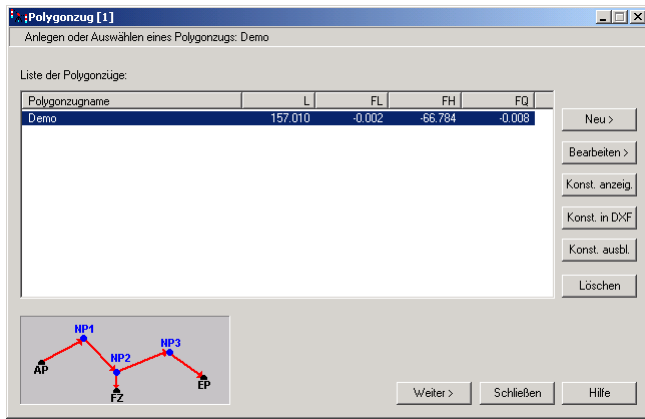 :Polygonzug [1]
Anlegen oder Auswählen eines Polygonzugs: Demo
Liste der Polygonzüge:
Polygonzugname L FL FH FQ
Demo 157.010 -0.002 -66.784 -0.008
Neu >
Bearbeiten >
Konst. anzeig.
Konst. in DXF
Konst. ausbl.
Löschen
NP1
NP3
NP2
AP
EP
FZ
Weiter > Schließen Hilfe